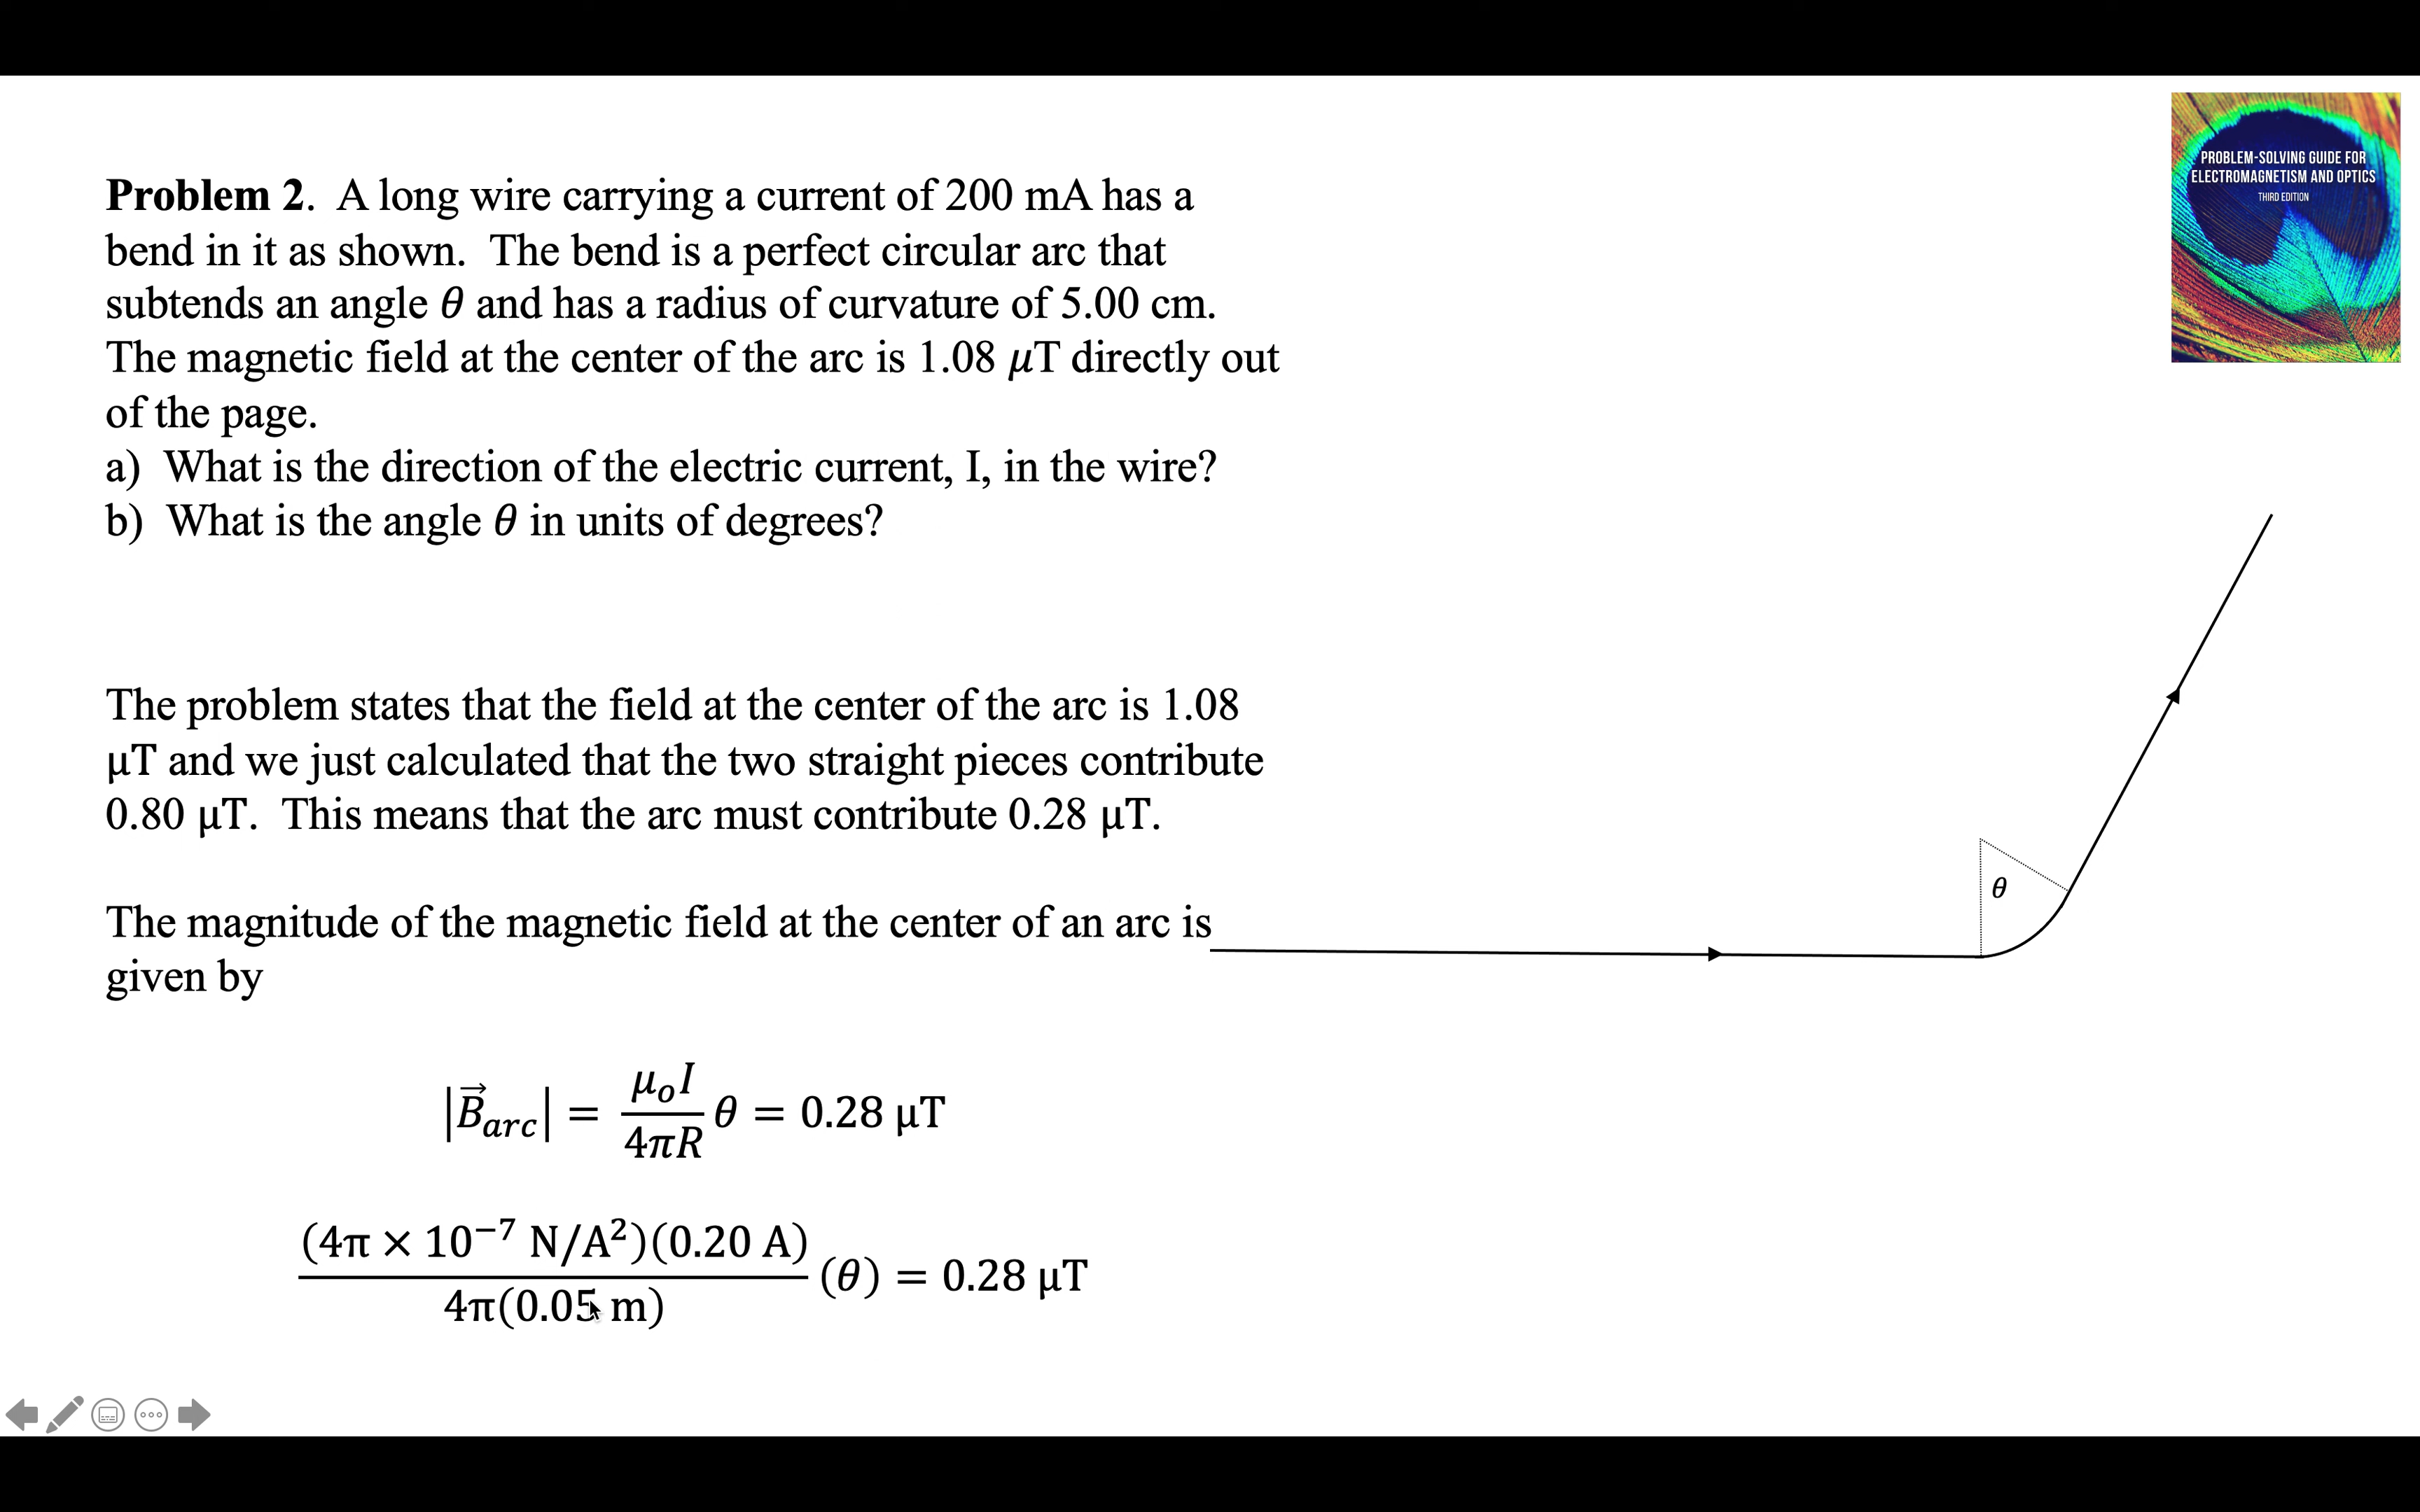 PROBLEM-SOLVING GUIDE FOR
ELECTROMAGNETISM AND OPTICS
THIRD EDITION
Problem 2.  A long wire carrying a current of 200 mA has a
bend in it as shown.  The bend is a perfect circular arc that
subtends an angle θ and has a radius of curvature of 5.00 cm.
The magnetic field at the center of the arc is 1.08 μT directly out
of the page.
a)  What is the direction of the electric current, I, in the wire?
b)  What is the angle θ in units of degrees?
The problem states that the field at the center of the arc is 1.08
μT and we just calculated that the two straight pieces contribute
0.80 μT.  This means that the arc must contribute 0.28 μT.
The magnitude of the magnetic field at the center of an arc is
given by
|B⃗_arc| = (μ_o I)/(4πR) θ = 0.28 μT
((4π × 10⁻⁷ N/A²)(0.20 A))/(4π(0.05 m)) (θ) = 0.28 μT
θ